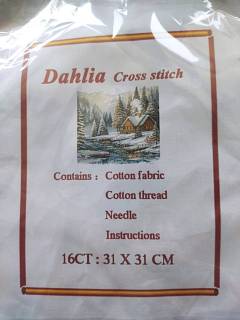 Dahlia Cross stitch
Contains : Cotton fabric
Cotton thread
Needle
Instructions
16CT : 31 X 31 CM